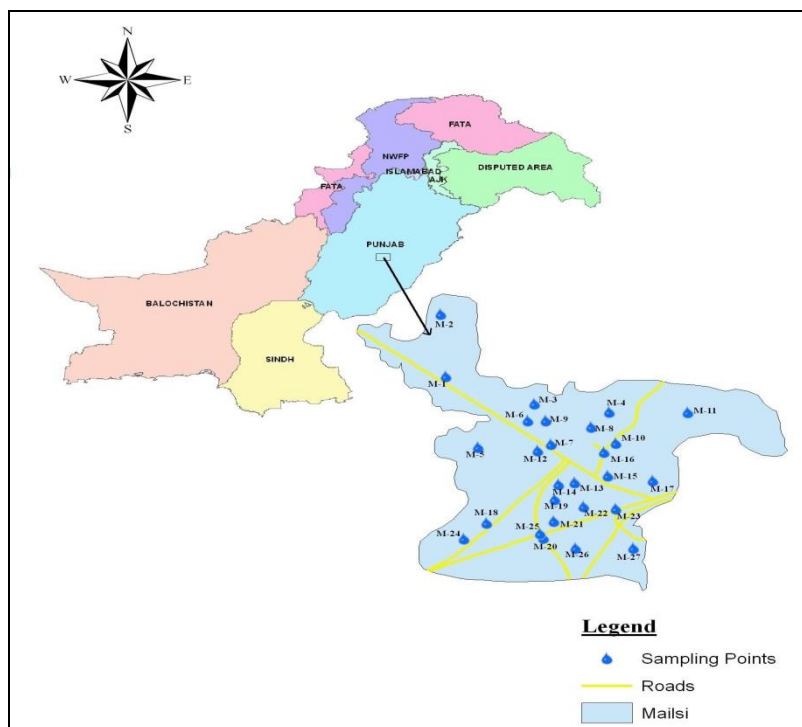 N
W E
S
FATA
NWFP
ISLAMABAD
DISPUTED AREA
AJK
FATA
PUNJAB
BALOCHISTAN
SINDH
M-2
M-1
M-3
M-4
M-11
M-6
M-9
M-8
M-10
M-7
M-5
M-12
M-16
M-15
M-17
M-14
M-13
M-19
M-22
M-23
M-18
M-21
M-25
M-24
M-20
M-26
M-27
Legend
Sampling Points
Roads
Mailsi